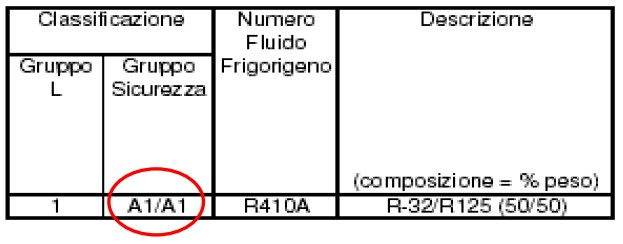 Classificazione
Numero
Fluido
Frigorigeno
Descrizione
(composizione = % peso)
Gruppo
L
Gruppo
Sicurezza
1 A1/A1 R410A R-32/R125 (50/50)